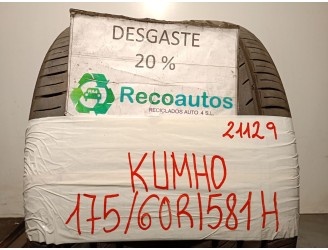 DESGASTE
20 %
Recoautos
RECICLADOS AUTO 4 S.L.
21129
KUMHO
175/60R1581H